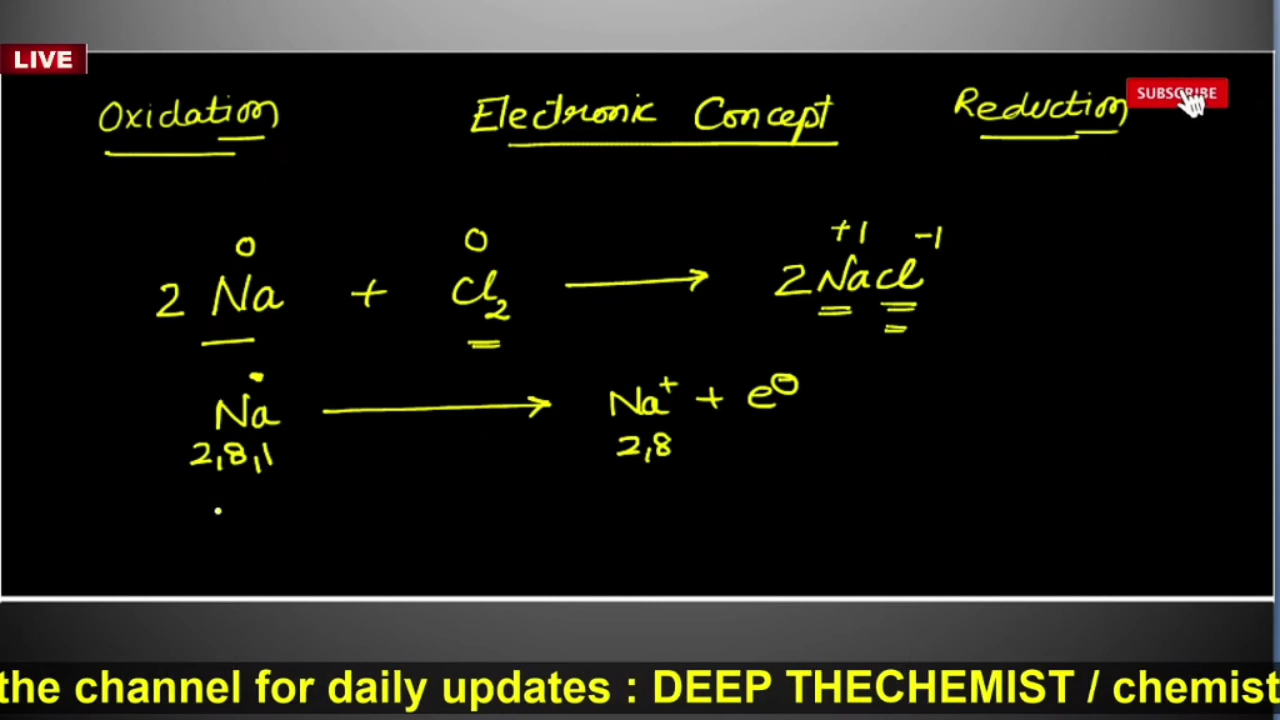 LIVE
Oxidation Electronic Concept Reduction SUBSCRIBE
0 0 +1 -1
2 Na + Cl₂ ⟶ 2NaCl
Na ⟶ Na⁺ + e⊖
2,8,1 2,8
the channel for daily updates : DEEP THECHEMIST / chemist